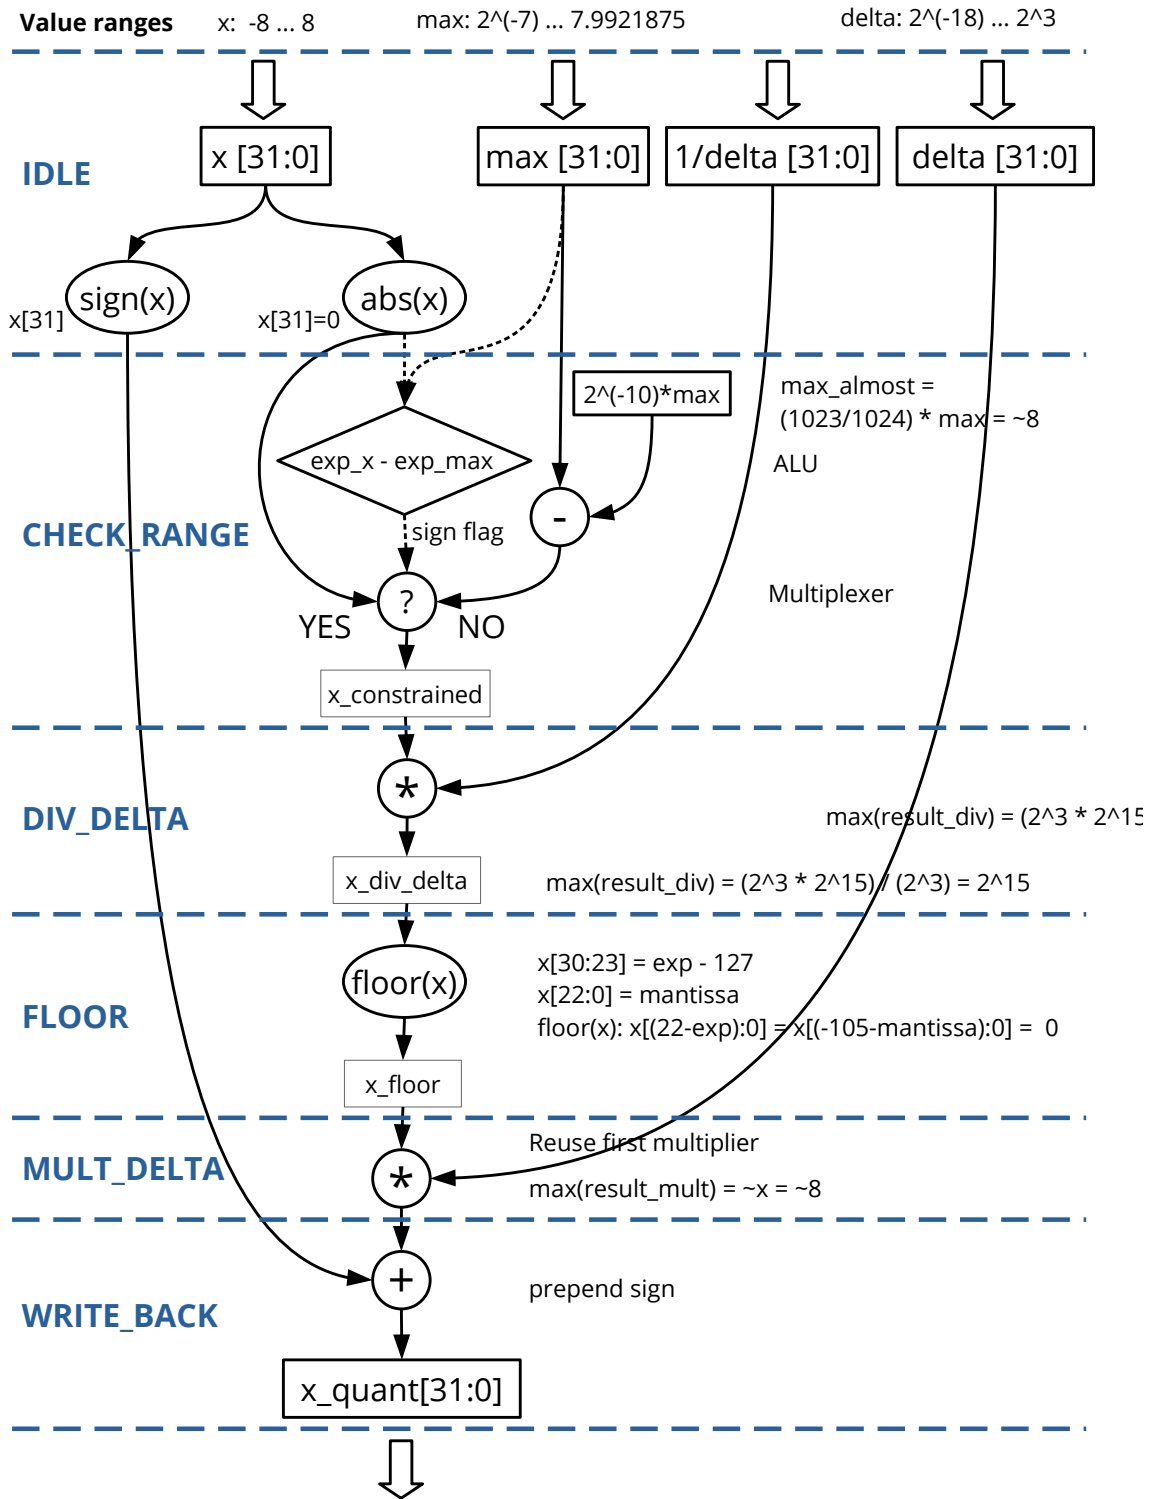 Value ranges x: -8 ... 8 max: 2^(-7) ... 7.9921875 delta: 2^(-18) ... 2^3
IDLE
x [31:0]
max [31:0]
1/delta [31:0]
delta [31:0]
sign(x)
x[31]
abs(x)
x[31]=0
CHECK_RANGE
2^(-10)*max
max_almost =
(1023/1024) * max = ~8
exp_x - exp_max
ALU
-
sign flag
?
Multiplexer
YES
NO
x_constrained
DIV_DELTA
*
max(result_div) = (2^3 * 2^15
x_div_delta
max(result_div) = (2^3 * 2^15) / (2^3) = 2^15
FLOOR
floor(x)
x[30:23] = exp - 127
x[22:0] = mantissa
floor(x): x[(22-exp):0] = x[(-105-mantissa):0] = 0
x_floor
MULT_DELTA
Reuse first multiplier
*
max(result_mult) = ~x = ~8
WRITE_BACK
+
prepend sign
x_quant[31:0]